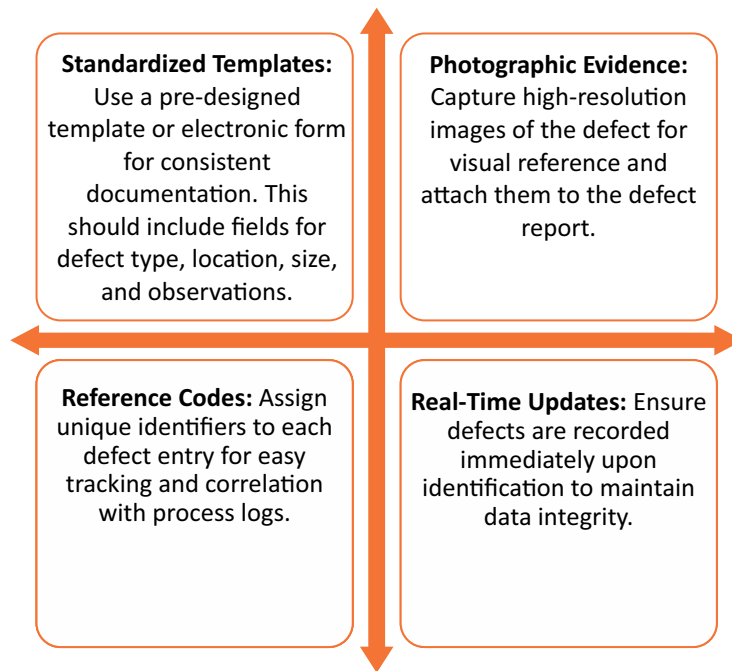 Standardized Templates:
Use a pre-designed
template or electronic form
for consistent
documentation. This
should include fields for
defect type, location, size,
and observations.
Photographic Evidence:
Capture high-resolution
images of the defect for
visual reference and
attach them to the defect
report.
Reference Codes: Assign
unique identifiers to each
defect entry for easy
tracking and correlation
with process logs.
Real-Time Updates: Ensure
defects are recorded
immediately upon
identification to maintain
data integrity.